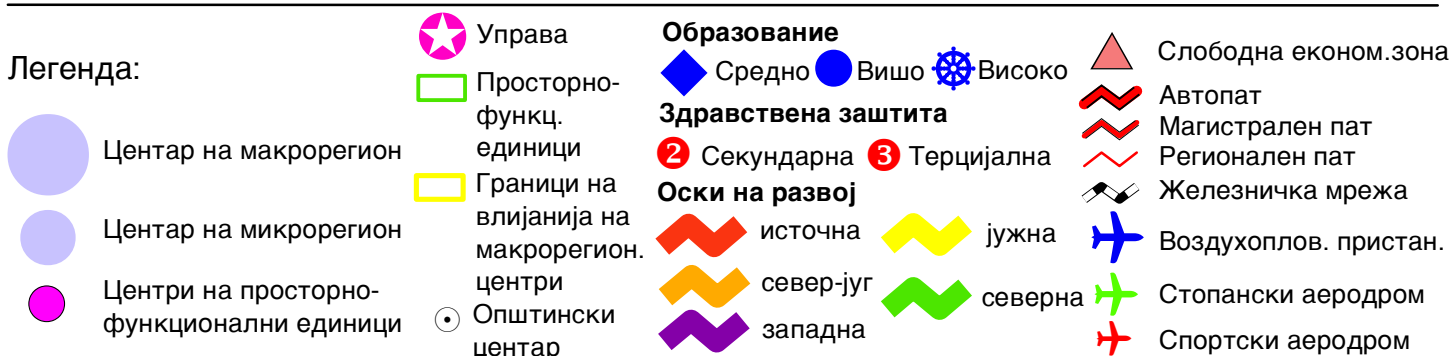 Легенда:
Центар на макрорегион
Центар на микрорегион
Центри на просторно-
функционални единици
Управа
Просторно-
функц.
единици
Граници на
влијанија на
макрорегион.
центри
Општински
центар
Образование
Средно Вишо Високо
Здравствена заштита
2 Секундарна 3 Терцијална
Оски на развој
источна јужна
север-југ северна
западна
Слободна економ.зона
Автопат
Магистрален пат
Регионален пат
Железничка мрежа
Воздухоплов. пристан.
Стопански аеродром
Спортски аеродром